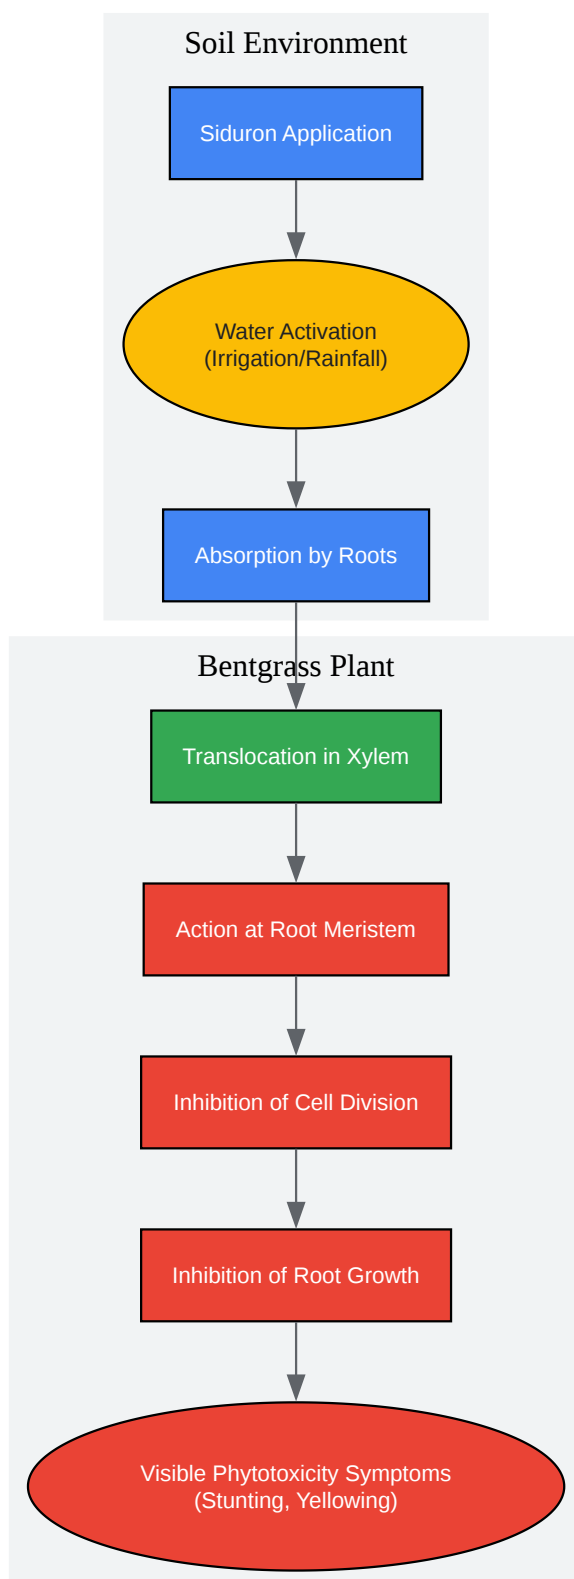 Soil Environment
Siduron Application
Water Activation
(Irrigation/Rainfall)
Absorption by Roots
Bentgrass Plant
Translocation in Xylem
Action at Root Meristem
Inhibition of Cell Division
Inhibition of Root Growth
Visible Phytotoxicity Symptoms
(Stunting, Yellowing)